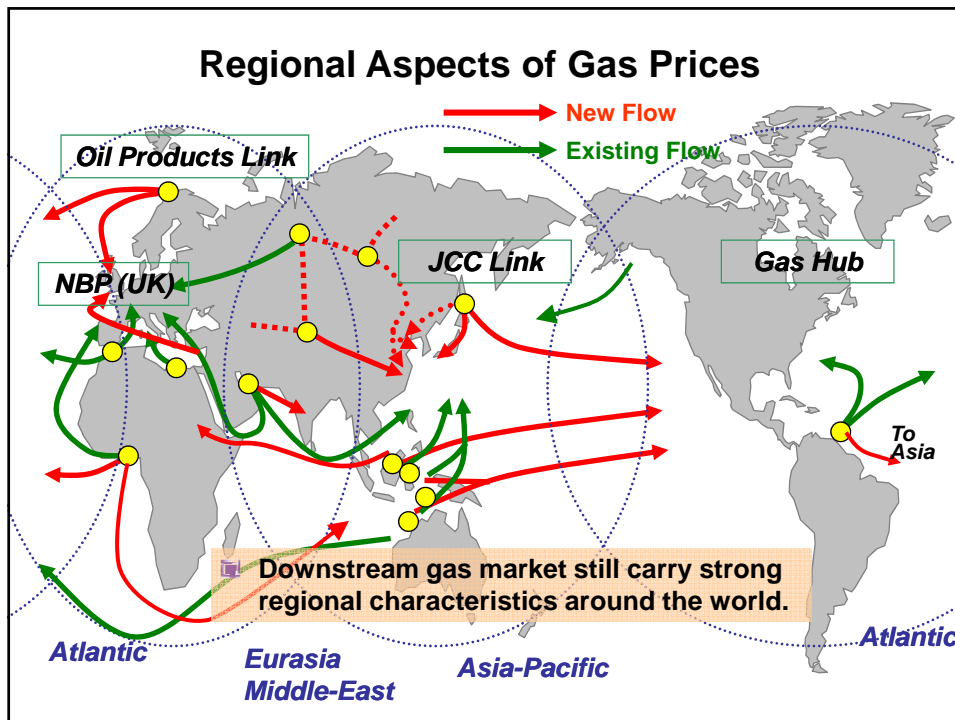 Regional Aspects of Gas Prices
New Flow
Existing Flow
Oil Products Link
NBP (UK)
JCC Link
Gas Hub
To
Asia
Downstream gas market still carry strong
regional characteristics around the world.
Atlantic
Eurasia
Middle-East
Asia-Pacific
Atlantic